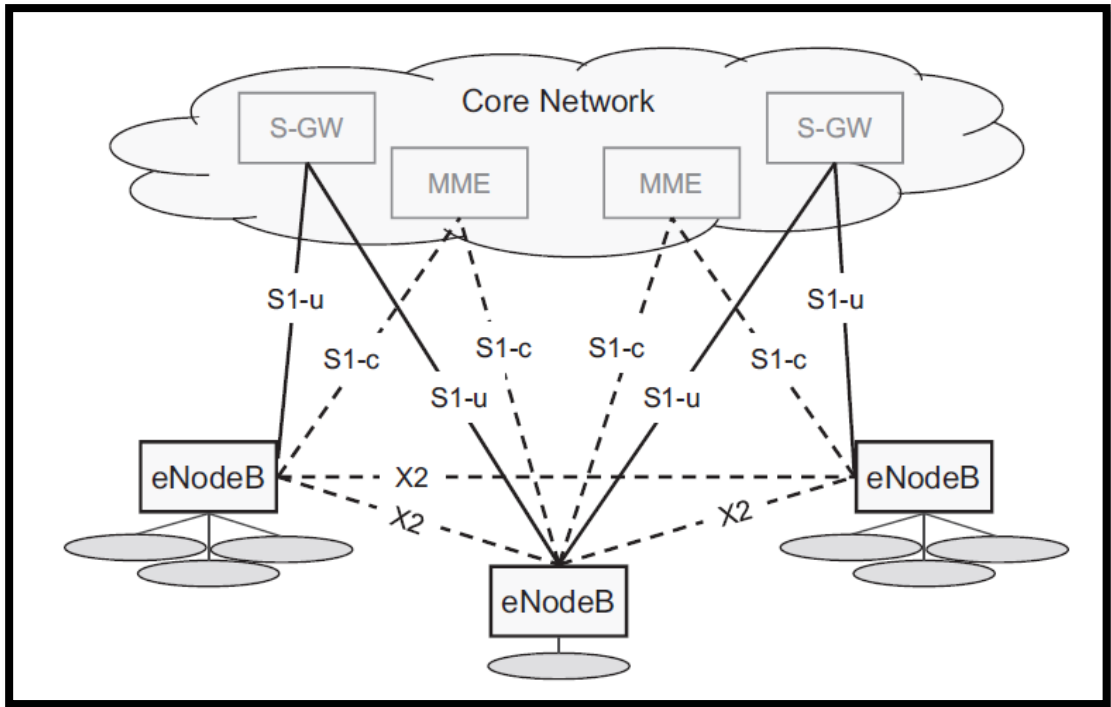 Core Network
S-GW
S-GW
MME
MME
S1-u
S1-u
S1-c
S1-c
S1-c
S1-c
S1-u
S1-u
eNodeB
X2
eNodeB
X2
X2
eNodeB